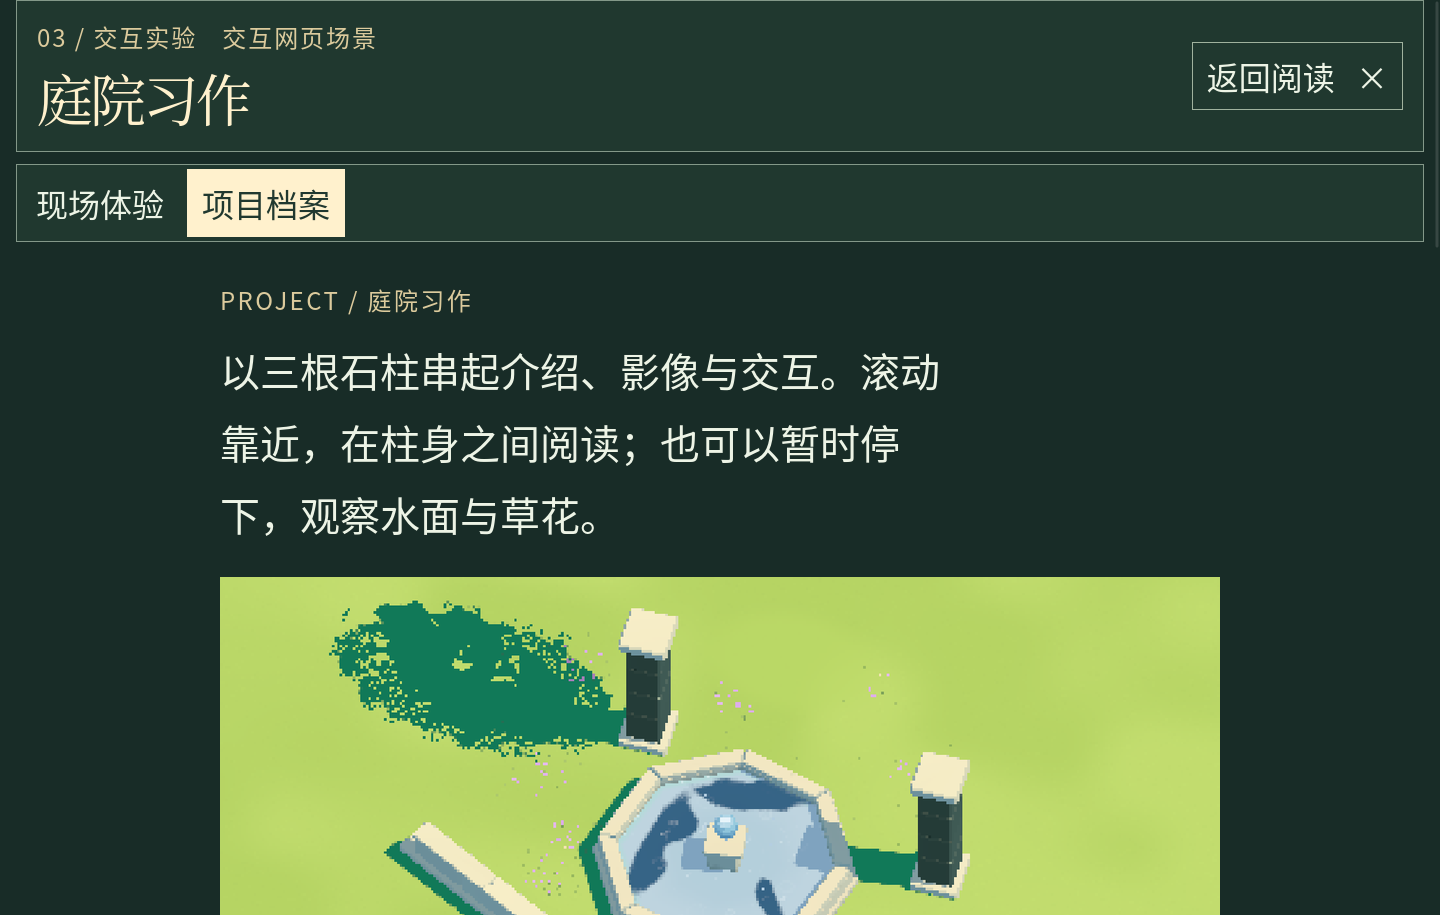 03 / 交互实验 交互网页场景
庭院习作
返回阅读 ×
现场体验 项目档案
PROJECT / 庭院习作
以三根石柱串起介绍、影像与交互。滚动
靠近，在柱身之间阅读；也可以暂时停
下，观察水面与草花。